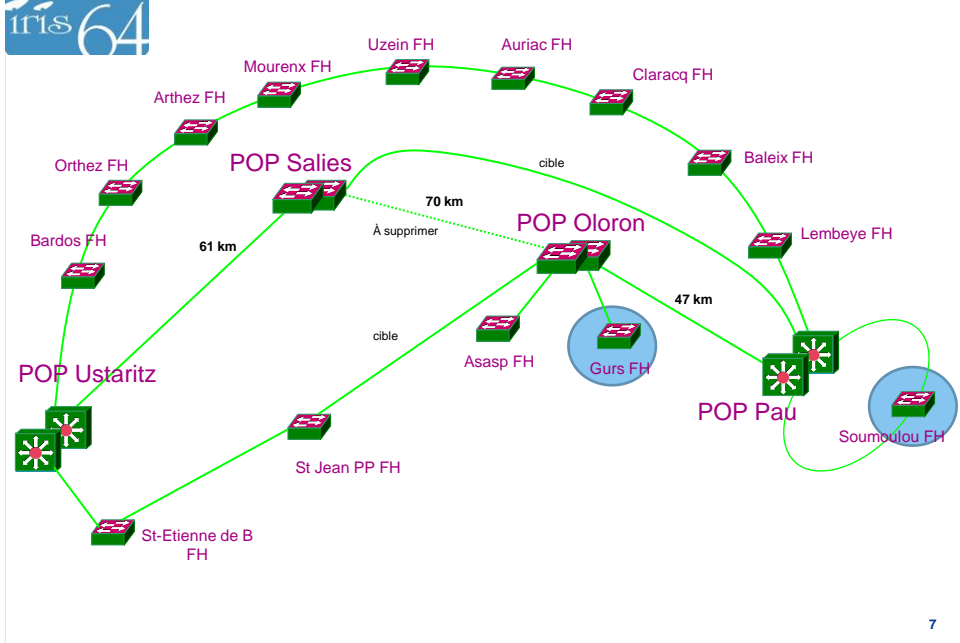 iris 64
Uzein FH
Auriac FH
Mourenx FH
Claracq FH
Arthez FH
Baleix FH
Orthez FH
POP Salies
cible
70 km
POP Oloron
À supprimer
Lembeye FH
Bardos FH
61 km
47 km
cible
Asasp FH
Gurs FH
POP Ustaritz
POP Pau
Soumoulou FH
St Jean PP FH
St-Etienne de B
FH
7